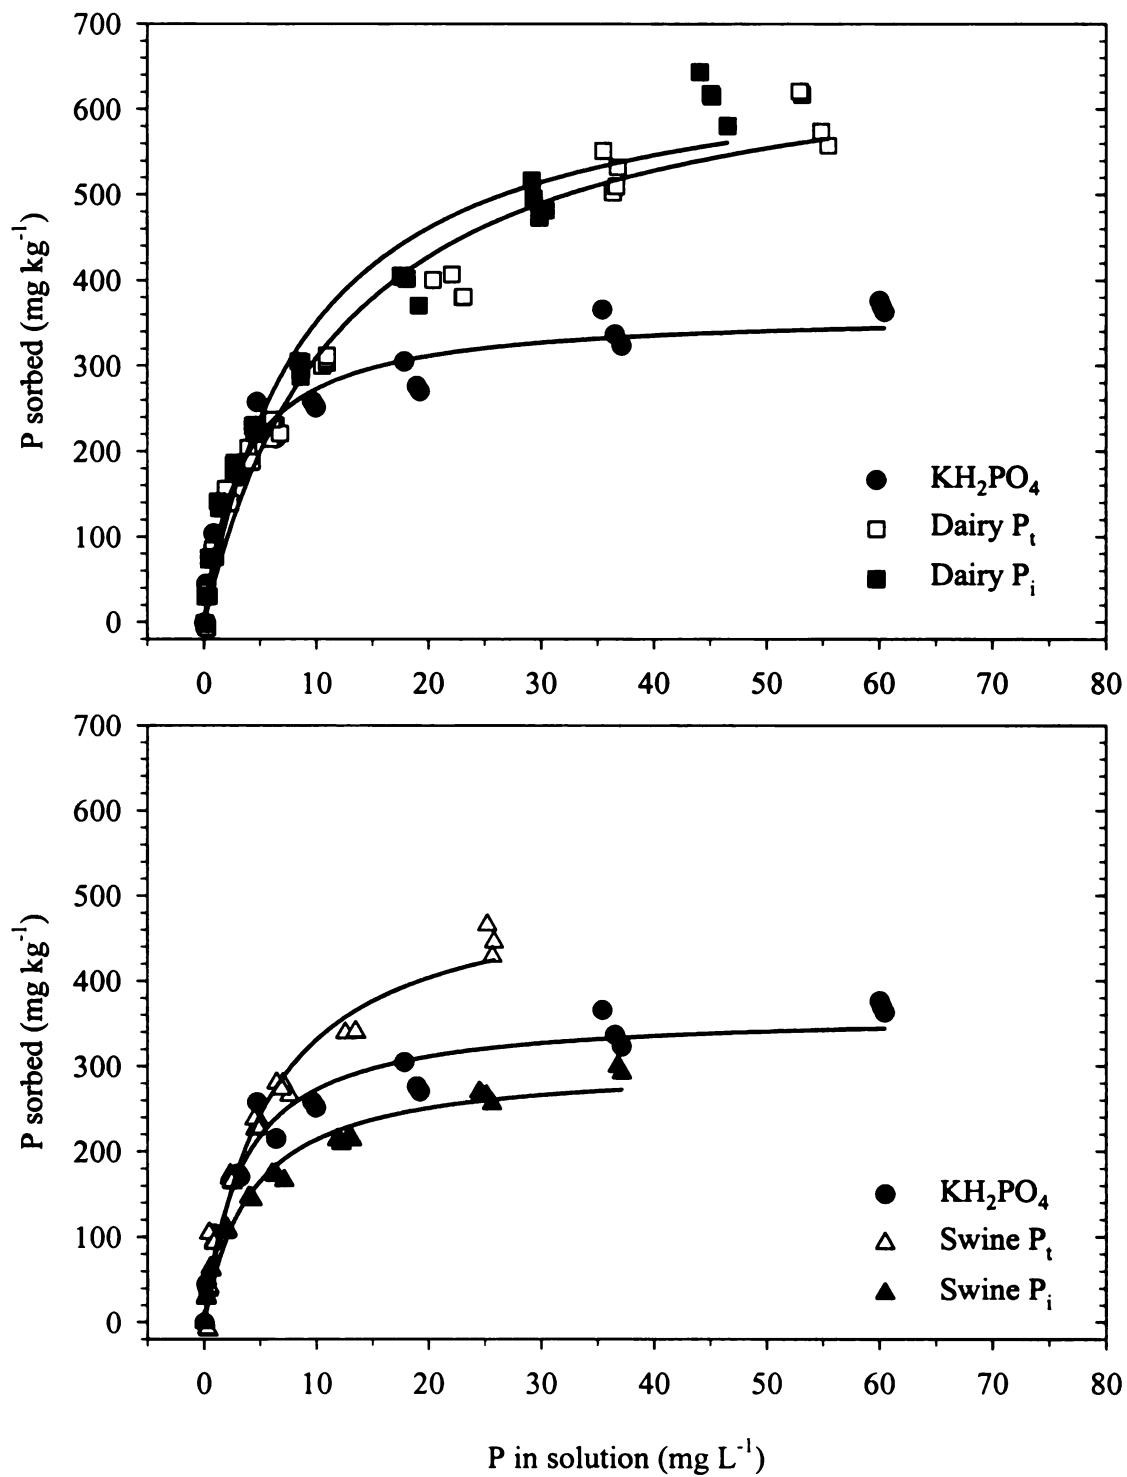 700
600
500
400
300
200
100
0
P sorbed (mg kg⁻¹)
KH₂PO₄
Dairy Pₜ
Dairy Pᵢ
0 10 20 30 40 50 60 70 80
700
600
500
400
300
200
100
0
P sorbed (mg kg⁻¹)
KH₂PO₄
Swine Pₜ
Swine Pᵢ
0 10 20 30 40 50 60 70 80
P in solution (mg L⁻¹)